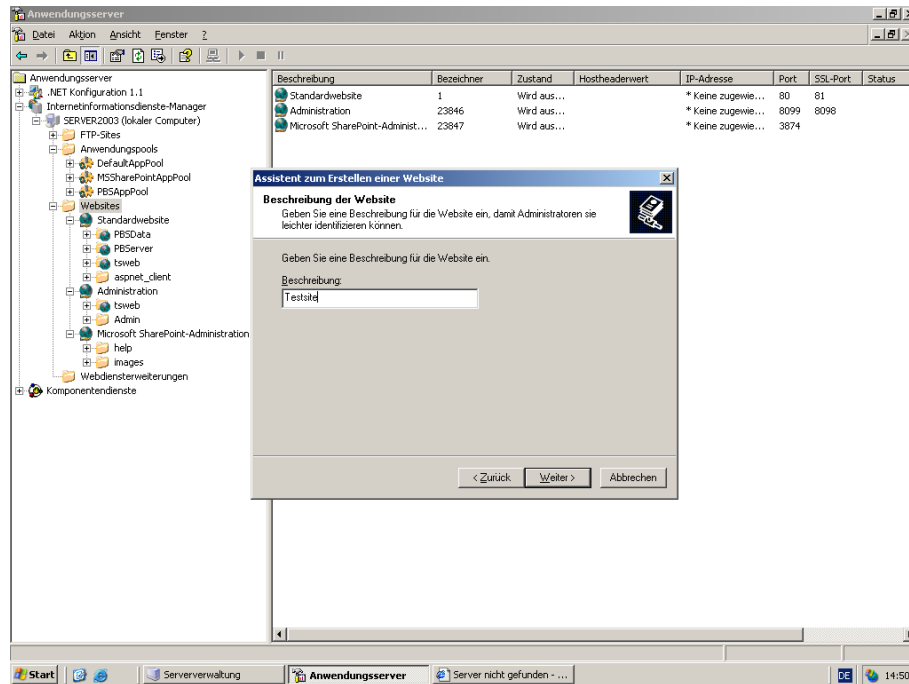 Anwendungsserver
Datei Aktion Ansicht Fenster ?
Anwendungsserver
.NET Konfiguration 1.1
Internetinformationsdienste-Manager
SERVER2003 (lokaler Computer)
FTP-Sites
Anwendungspools
DefaultAppPool
MSSharePointAppPool
PBSAppPool
Websites
Standardwebsite
PBSData
PBServer
tsweb
aspnet_client
Administration
tsweb
Admin
Microsoft SharePoint-Administration
help
images
Webdiensterweiterungen
Komponentendienste
Beschreibung Bezeichner Zustand Hostheaderwert IP-Adresse Port SSL-Port Status
Standardwebsite 1 Wird aus... * Keine zugewie... 80 81
Administration 23846 Wird aus... * Keine zugewie... 8099 8098
Microsoft SharePoint-Administ... 23847 Wird aus... * Keine zugewie... 3874
Assistent zum Erstellen einer Website
Beschreibung der Website
Geben Sie eine Beschreibung für die Website ein, damit Administratoren sie
leichter identifizieren können.
Geben Sie eine Beschreibung für die Website ein.
Beschreibung:
Testsite
< Zurück Weiter > Abbrechen
Start Serververwaltung Anwendungsserver Server nicht gefunden - ... DE 14:50